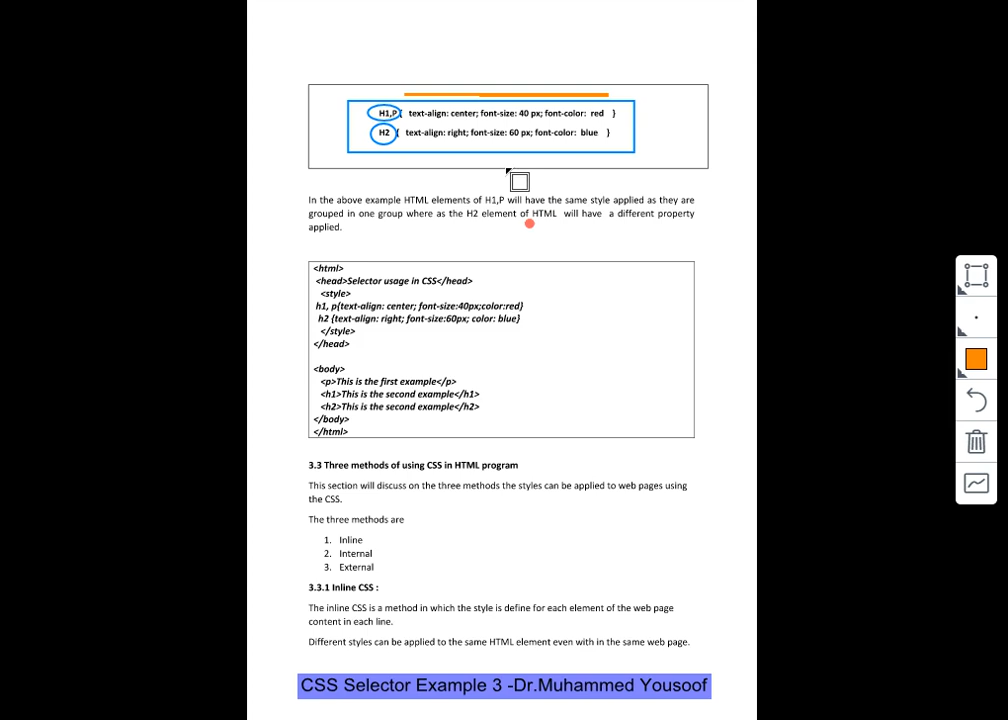 H1,P{ text-align: center; font-size: 40 px; font-color: red }
H2 { text-align: right; font-size: 60 px; font-color: blue }
In the above example HTML elements of H1,P will have the same style applied as they are
grouped in one group where as the H2 element of HTML will have a different property
applied.
<html>
<head>Selector usage in CSS</head>
<style>
h1, p{text-align: center; font-size:40px;color:red}
h2 {text-align: right; font-size:60px; color: blue}
</style>
</head>
<body>
<p>This is the first example</p>
<h1>This is the second example</h1>
<h2>This is the second example</h2>
</body>
</html>
3.3 Three methods of using CSS in HTML program
This section will discuss on the three methods the styles can be applied to web pages using
the CSS.
The three methods are
1. Inline
2. Internal
3. External
3.3.1 Inline CSS :
The inline CSS is a method in which the style is define for each element of the web page
content in each line.
Different styles can be applied to the same HTML element even with in the same web page.
CSS Selector Example 3 -Dr.Muhammed Yousoof